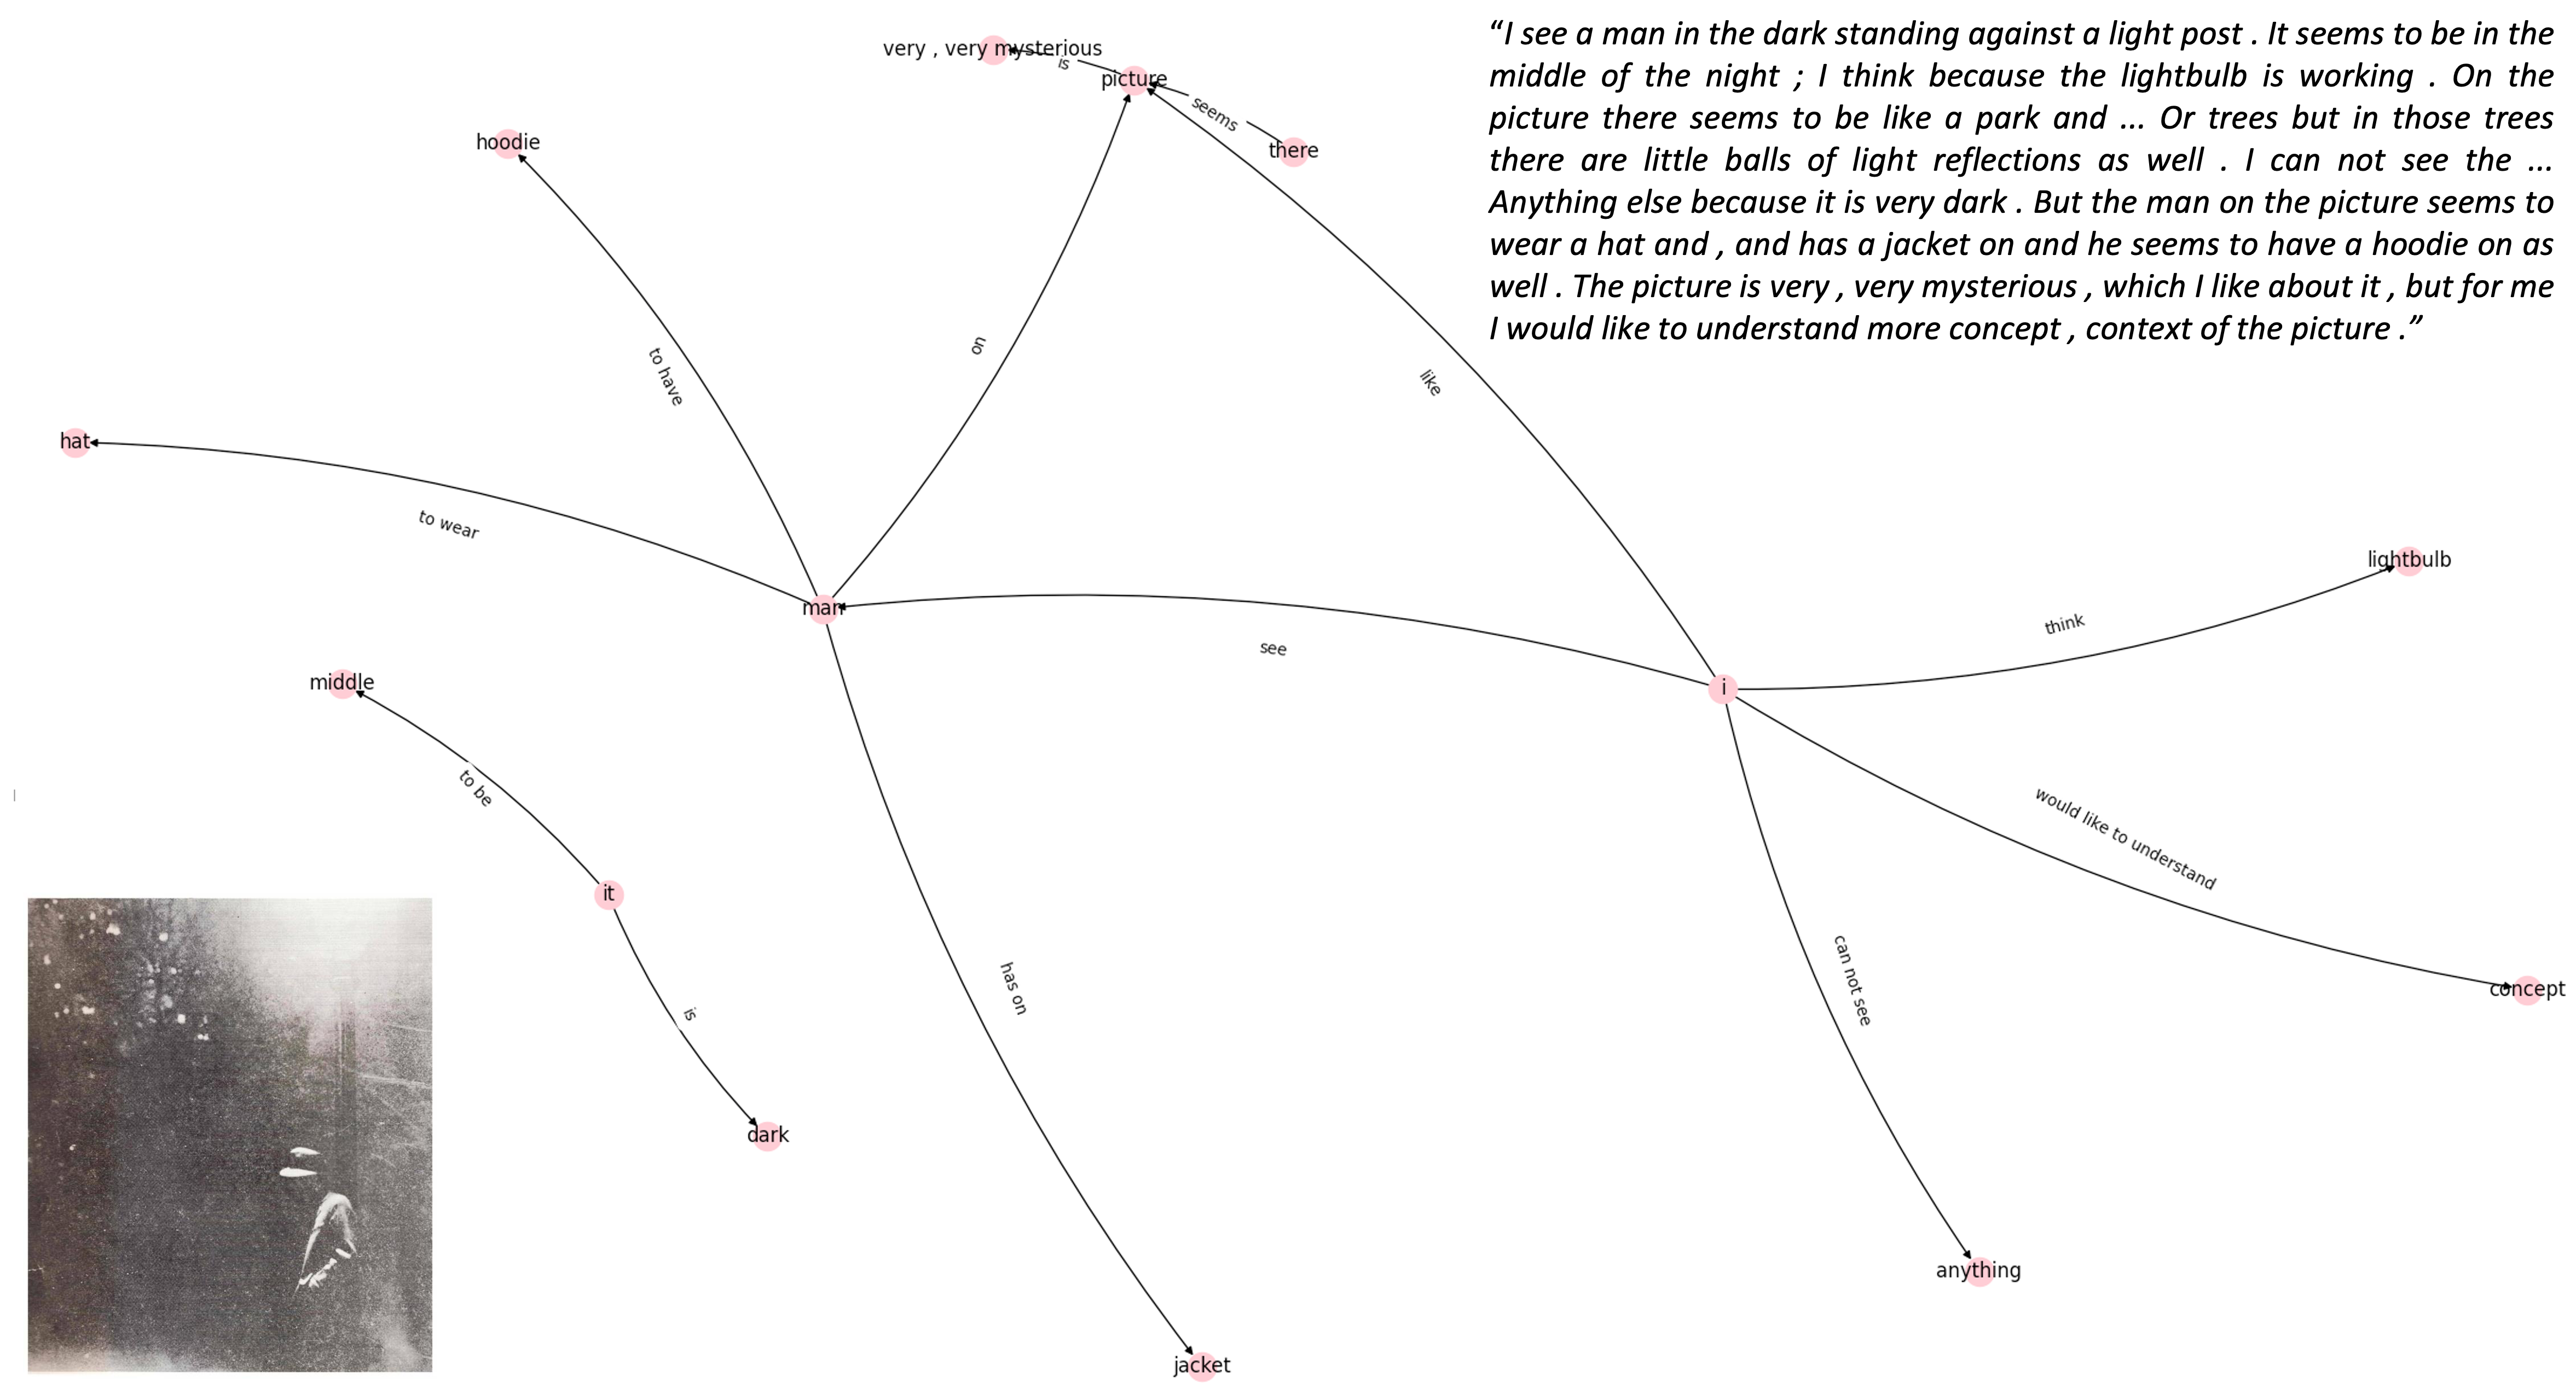 “I see a man in the dark standing against a light post . It seems to be in the
middle of the night ; I think because the lightbulb is working . On the
picture there seems to be like a park and ... Or trees but in those trees
there are little balls of light reflections as well . I can not see the ...
Anything else because it is very dark . But the man on the picture seems to
wear a hat and , and has a jacket on and he seems to have a hoodie on as
well . The picture is very , very mysterious , which I like about it , but for me
I would like to understand more concept , context of the picture .”
very , very mysterious
is
picture
seems
there
hoodie
to have
on
like
hat
to wear
man
see
i
think
lightbulb
middle
to be
it
is
dark
has on
would like to understand
can not see
concept
anything
jacket